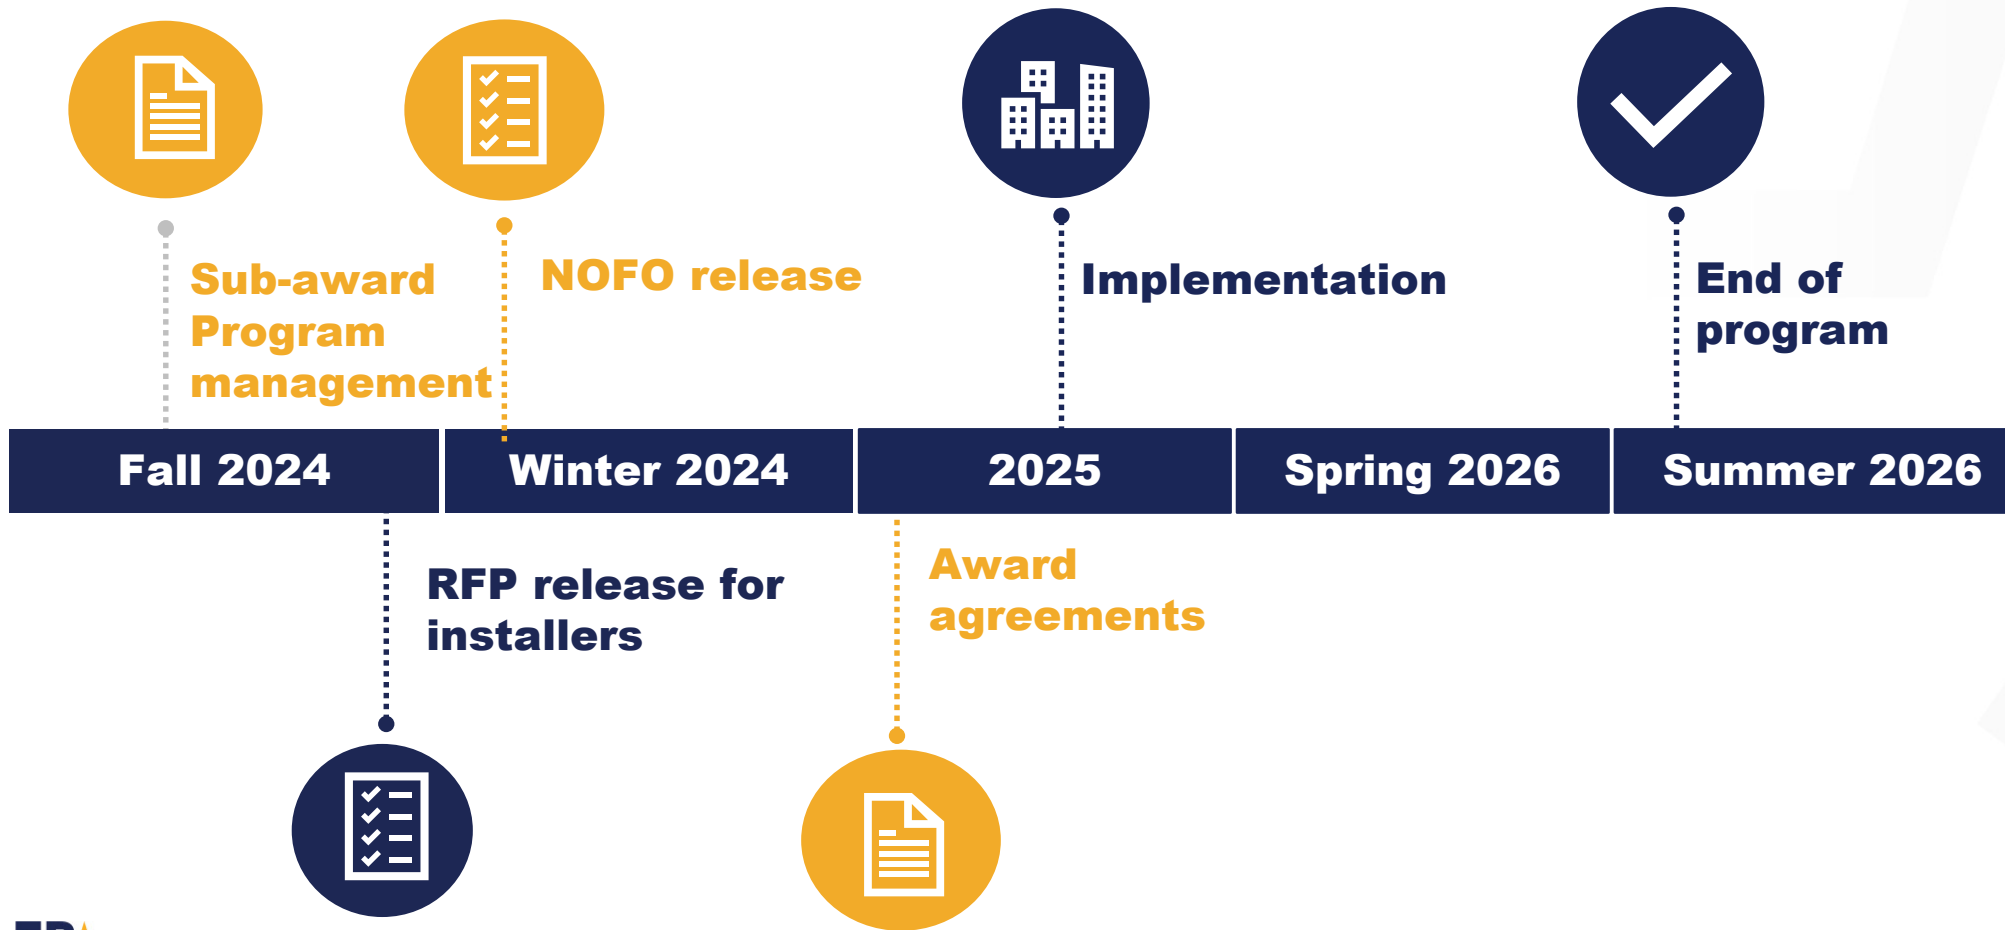 Sub-award
Program
management
NOFO release
Implementation
End of
program
Fall 2024
Winter 2024
2025
Spring 2026
Summer 2026
RFP release for
installers
Award
agreements